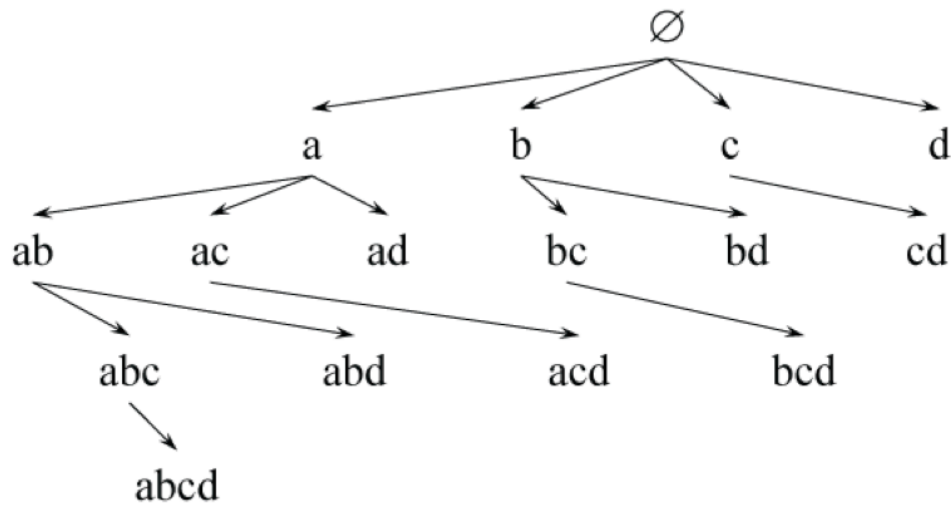 ∅
a b c d
ab ac ad bc bd cd
abc abd acd bcd
abcd